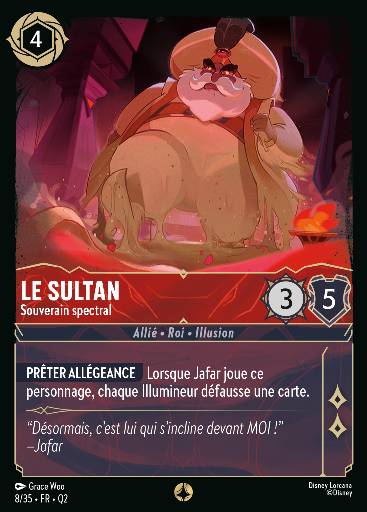 4
LE SULTAN
Souverain spectral
3
5
Allié • Roi • Illusion
PRÊTER ALLÉGEANCE Lorsque Jafar joue ce
personnage, chaque Illumineur défausse une carte.
“Désormais, c’est lui qui s’incline devant MOI !”
–Jafar
Grace Woo
8/35 • FR • Q2
Disney Lorcana
©Disney